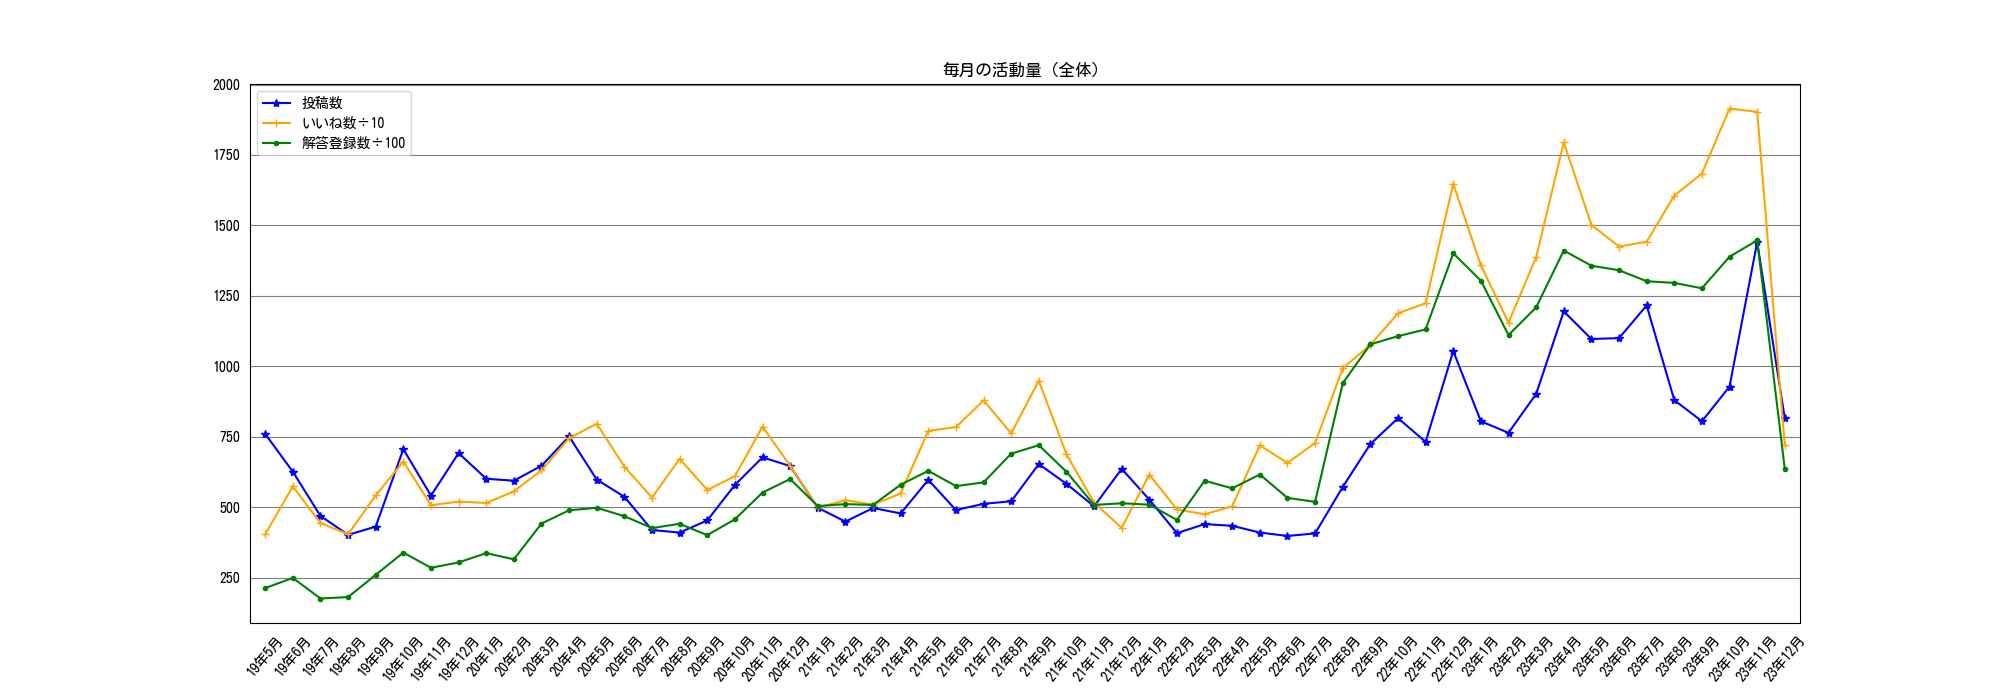 毎月の活動量（全体）
投稿数
いいね数÷10
解答登録数÷100
2000
1750
1500
1250
1000
750
500
250
19年5月
19年6月
19年7月
19年8月
19年9月
19年10月
19年11月
19年12月
20年1月
20年2月
20年3月
20年4月
20年5月
20年6月
20年7月
20年8月
20年9月
20年10月
20年11月
20年12月
21年1月
21年2月
21年3月
21年4月
21年5月
21年6月
21年7月
21年8月
21年9月
21年10月
21年11月
21年12月
22年1月
22年2月
22年3月
22年4月
22年5月
22年6月
22年7月
22年8月
22年9月
22年10月
22年11月
22年12月
23年1月
23年2月
23年3月
23年4月
23年5月
23年6月
23年7月
23年8月
23年9月
23年10月
23年11月
23年12月